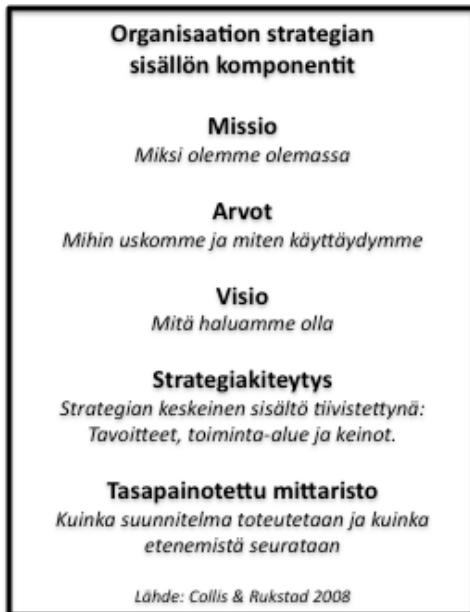 Organisaation strategian
sisällön komponentit
Missio
Miksi olemme olemassa
Arvot
Mihin uskomme ja miten käyttäydymme
Visio
Mitä haluamme olla
Strategiakiteytys
Strategian keskeinen sisältö tiivistettynä:
Tavoitteet, toiminta-alue ja keinot.
Tasapainotettu mittaristo
Kuinka suunnitelma toteutetaan ja kuinka
etenemistä seurataan
Lähde: Collis & Rukstad 2008